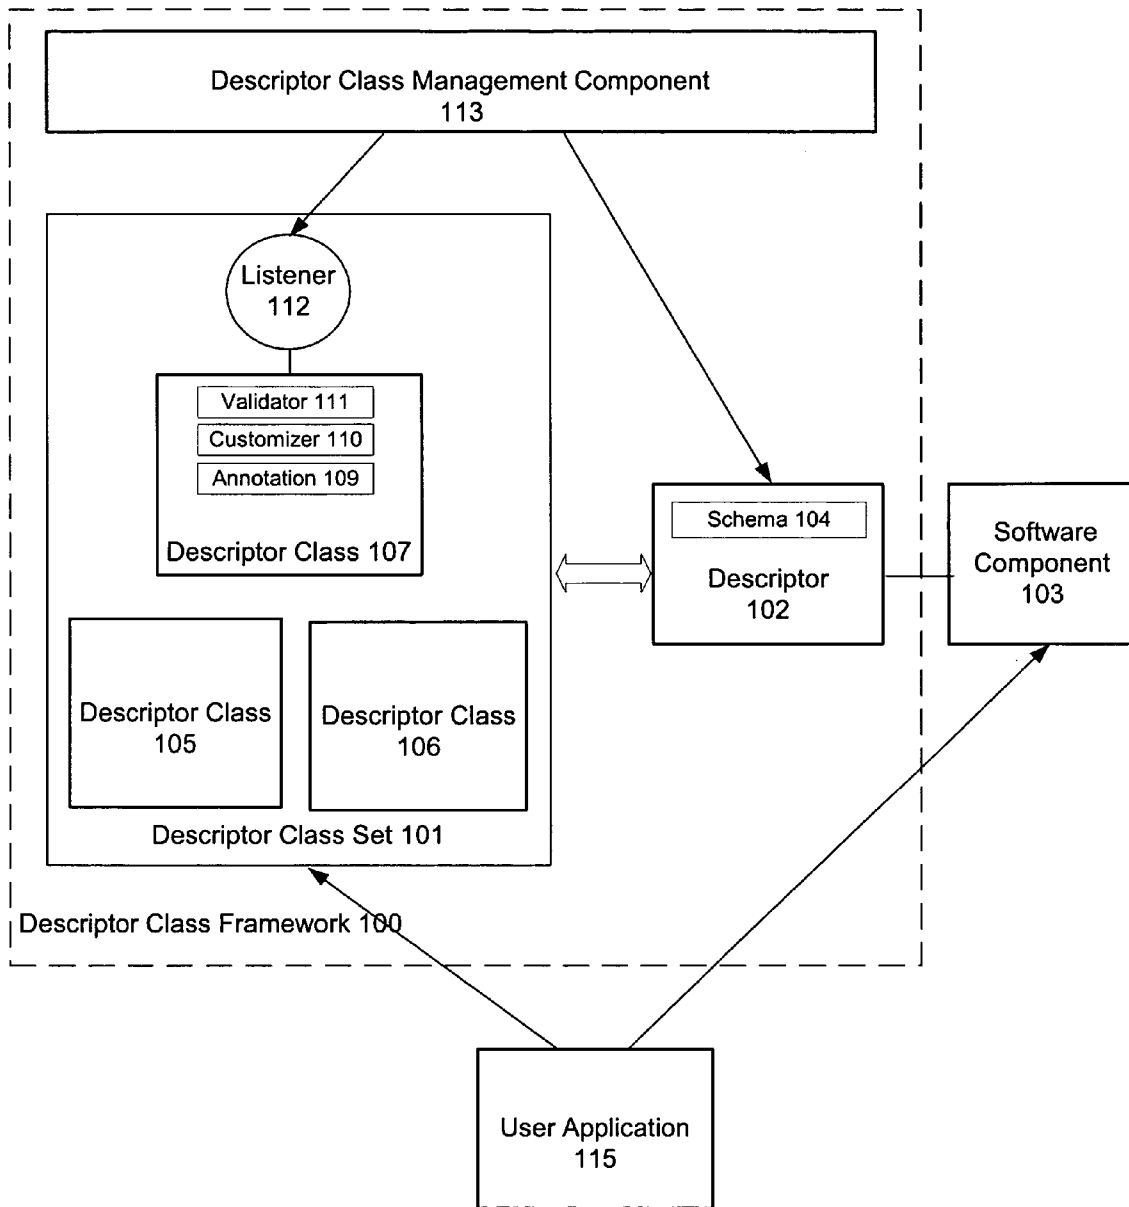 Descriptor Class Management Component
113
Listener
112
Validator 111
Customizer 110
Annotation 109
Descriptor Class 107
Schema 104
Descriptor
102
Software
Component
103
Descriptor Class
105
Descriptor Class
106
Descriptor Class Set 101
Descriptor Class Framework 100
User Application
115